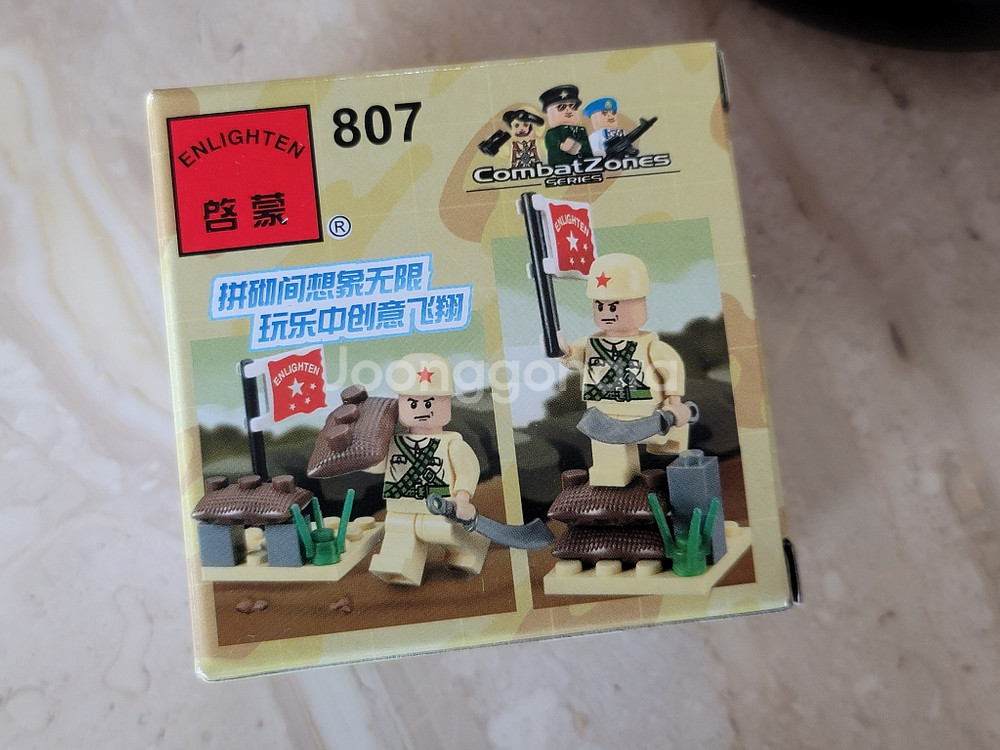 ENLIGHTEN
启蒙
®
807
CombatZones
SERIES
拼砌间想象无限
玩乐中创意飞翔
ENLIGHTEN
ENLIGHTEN
Joonggonara